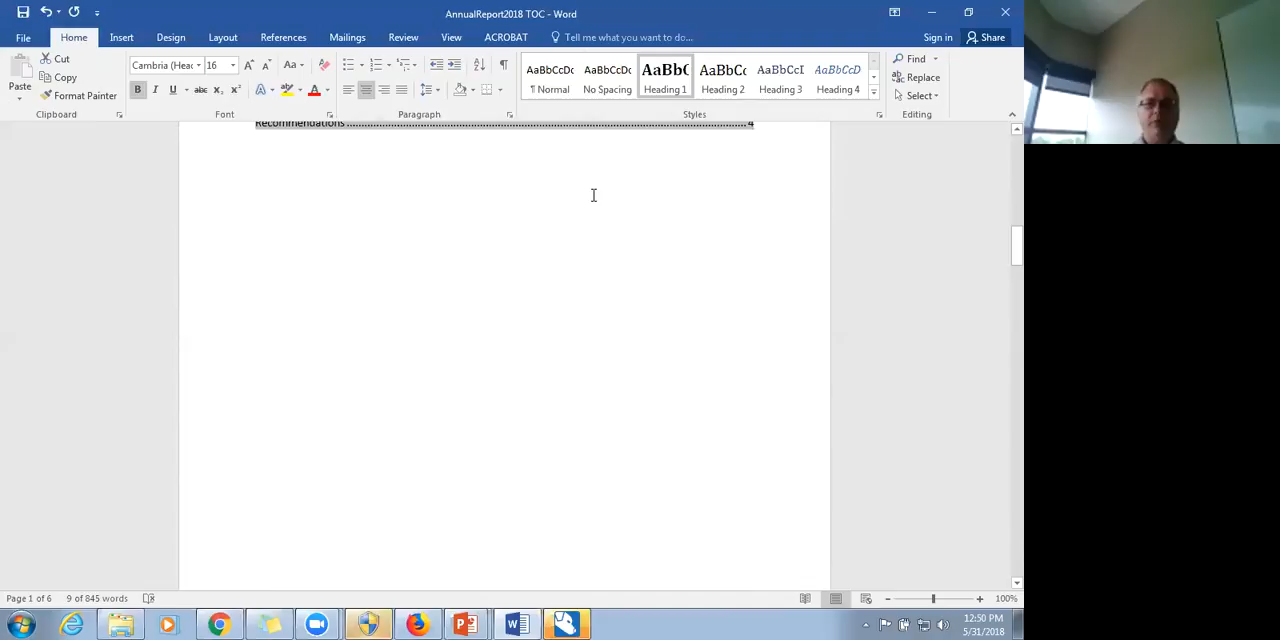 AnnualReport2018 TOC - Word
File Home Insert Design Layout References Mailings Review View ACROBAT Tell me what you want to do... Sign in Share
Paste Cut Copy Format Painter
Cambria (Heac 16
AaBbCcDc AaBbCcDc AaBbC AaBbCc AaBbCcI AaBbCcD
¶ Normal No Spacing Heading 1 Heading 2 Heading 3 Heading 4
Find Replace Select
Clipboard Font Paragraph Styles Editing
Recommendations 4
Page 1 of 6 9 of 845 words 100%
12:50 PM
5/31/2018